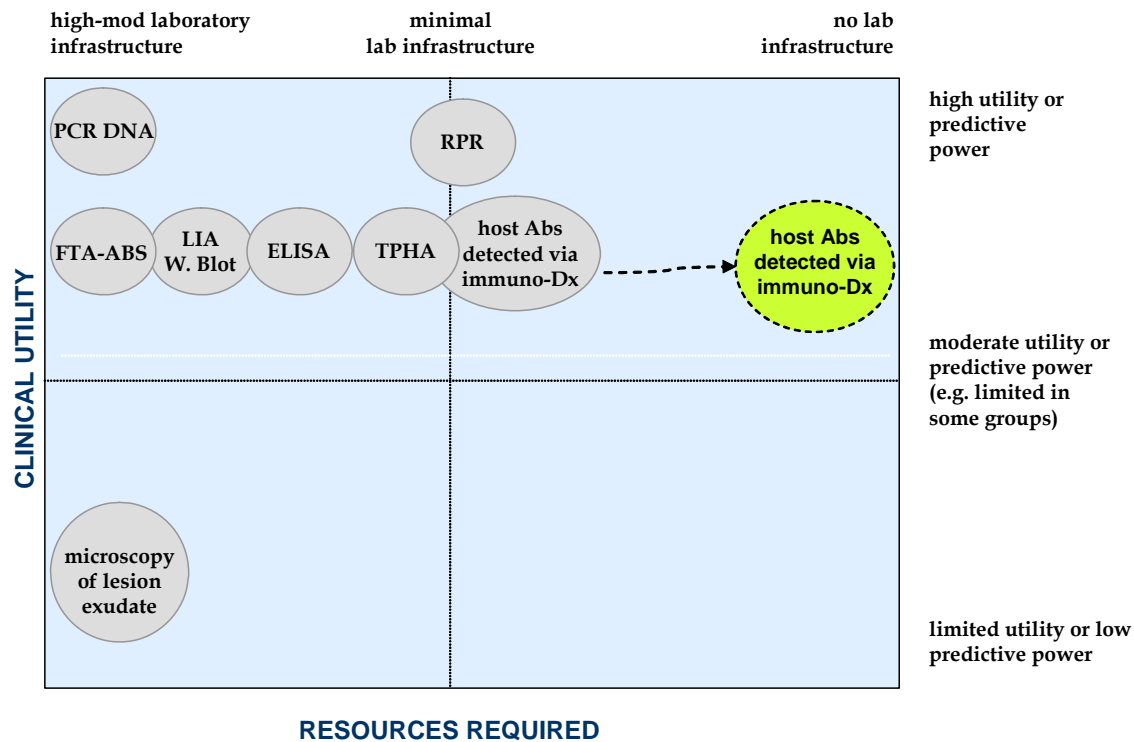 high-mod laboratory
infrastructure
minimal
lab infrastructure
no lab
infrastructure
PCR DNA
RPR
high utility or
predictive
power
FTA-ABS
LIA
W. Blot
ELISA
TPHA
host Abs
detected via
immuno-Dx
host Abs
detected via
immuno-Dx
moderate utility or
predictive power
(e.g. limited in
some groups)
CLINICAL UTILITY
microscopy
of lesion
exudate
limited utility or low
predictive power
RESOURCES REQUIRED